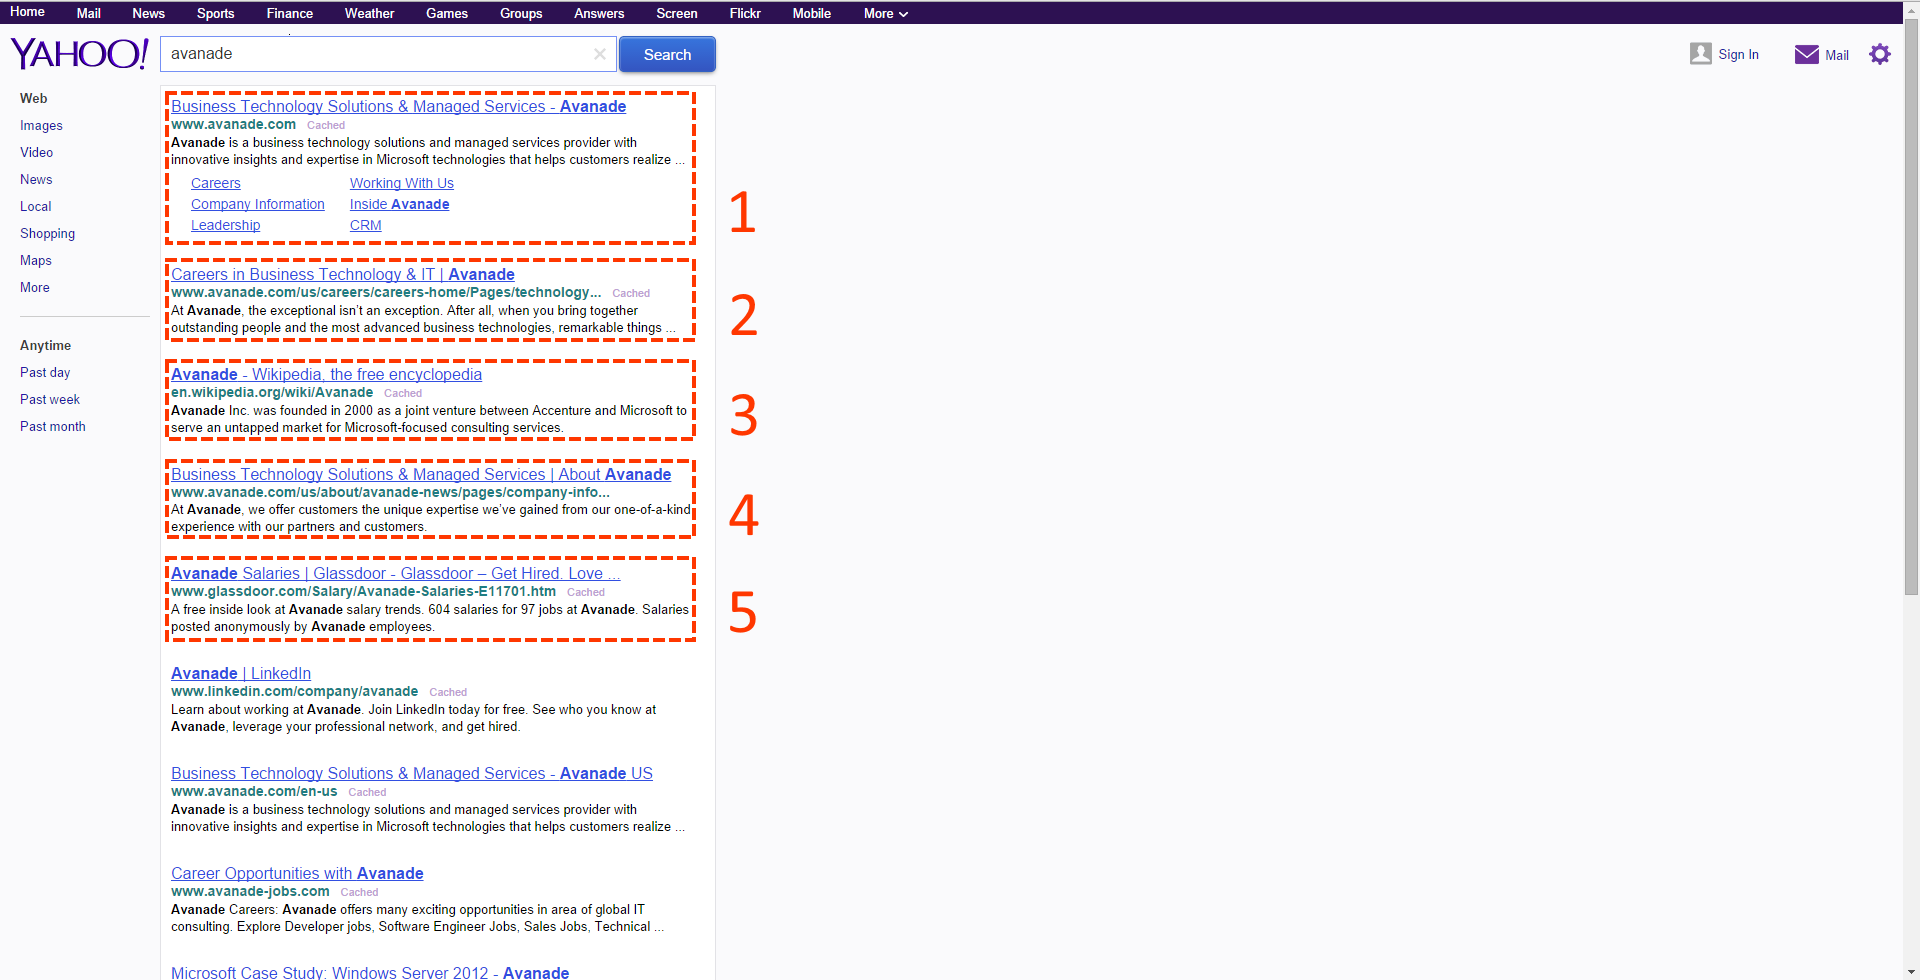 Home Mail News Sports Finance Weather Games Groups Answers Screen Flickr Mobile More
YAHOO! avanade Search Sign In Mail
Web
Images
Video
News
Local
Shopping
Maps
More
Anytime
Past day
Past week
Past month
Business Technology Solutions & Managed Services - Avanade
www.avanade.com Cached
Avanade is a business technology solutions and managed services provider with
innovative insights and expertise in Microsoft technologies that helps customers realize ...
Careers Working With Us
Company Information Inside Avanade
Leadership CRM
1
Careers in Business Technology & IT | Avanade
www.avanade.com/us/careers/careers-home/Pages/technology... Cached
At Avanade, the exceptional isn't an exception. After all, when you bring together
outstanding people and the most advanced business technologies, remarkable things ...
2
Avanade - Wikipedia, the free encyclopedia
en.wikipedia.org/wiki/Avanade Cached
Avanade Inc. was founded in 2000 as a joint venture between Accenture and Microsoft to
serve an untapped market for Microsoft-focused consulting services.
3
Business Technology Solutions & Managed Services | About Avanade
www.avanade.com/us/about/avanade-news/pages/company-info...
At Avanade, we offer customers the unique expertise we've gained from our one-of-a-kind
experience with our partners and customers.
4
Avanade Salaries | Glassdoor - Glassdoor – Get Hired. Love ...
www.glassdoor.com/Salary/Avanade-Salaries-E11701.htm Cached
A free inside look at Avanade salary trends. 604 salaries for 97 jobs at Avanade. Salaries
posted anonymously by Avanade employees.
5
Avanade | LinkedIn
www.linkedin.com/company/avanade Cached
Learn about working at Avanade. Join LinkedIn today for free. See who you know at
Avanade, leverage your professional network, and get hired.
Business Technology Solutions & Managed Services - Avanade US
www.avanade.com/en-us Cached
Avanade is a business technology solutions and managed services provider with
innovative insights and expertise in Microsoft technologies that helps customers realize ...
Career Opportunities with Avanade
www.avanade-jobs.com Cached
Avanade Careers: Avanade offers many exciting opportunities in area of global IT
consulting. Explore Developer jobs, Software Engineer Jobs, Sales Jobs, Technical ...
Microsoft Case Study: Windows Server 2012 - Avanade